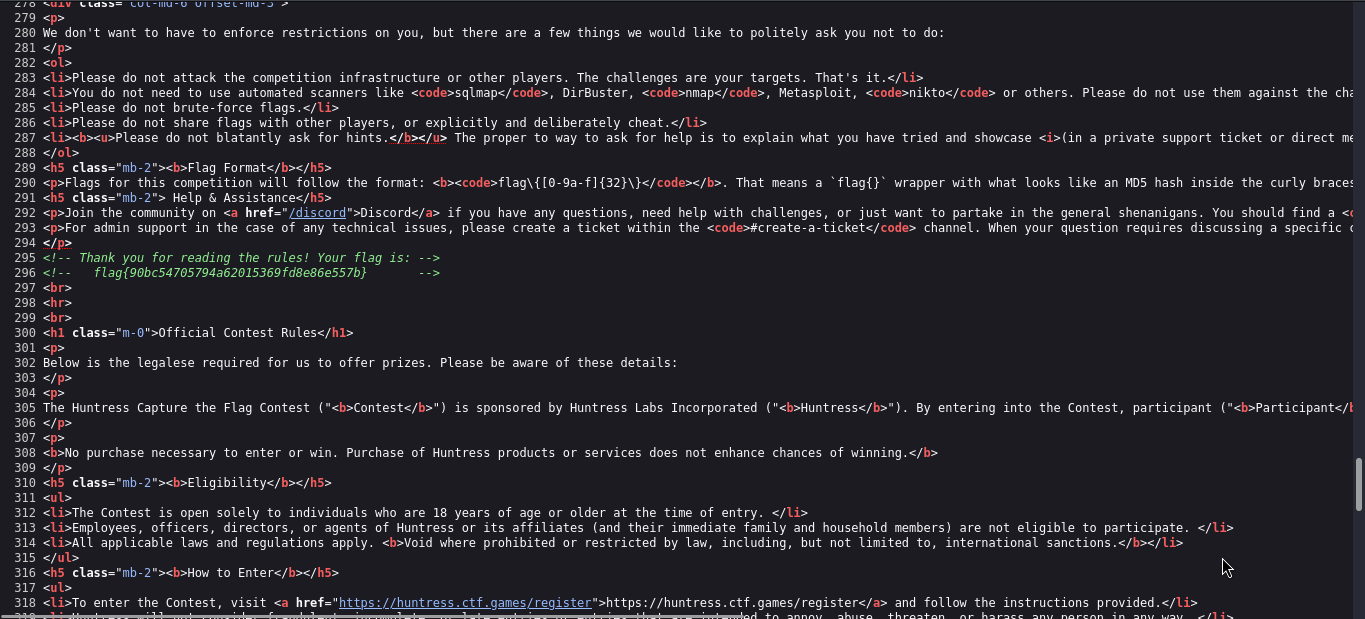 278 <div class="col-md-6 offset-md-3">
279 <p>
280 We don't want to have to enforce restrictions on you, but there are a few things we would like to politely ask you not to do:
281 </p>
282 <ol>
283 <li>Please do not attack the competition infrastructure or other players. The challenges are your targets. That's it.</li>
284 <li>You do not need to use automated scanners like <code>sqlmap</code>, DirBuster, <code>nmap</code>, Metasploit, <code>nikto</code> or others. Please do not use them against the cha
285 <li>Please do not brute-force flags.</li>
286 <li>Please do not share flags with other players, or explicitly and deliberately cheat.</li>
287 <li><b><u>Please do not blatantly ask for hints.</b></u> The proper to way to ask for help is to explain what you have tried and showcase <i>(in a private support ticket or direct me
288 </ol>
289 <h5 class="mb-2"><b>Flag Format</b></h5>
290 <p>Flags for this competition will follow the format: <b><code>flag\{[0-9a-f]{32}\}</code></b>. That means a `flag{}` wrapper with what looks like an MD5 hash inside the curly braces
291 <h5 class="mb-2"> Help & Assistance</h5>
292 <p>Join the community on <a href="/discord">Discord</a> if you have any questions, need help with challenges, or just want to partake in the general shenanigans. You should find a <c
293 <p>For admin support in the case of any technical issues, please create a ticket within the <code>#create-a-ticket</code> channel. When your question requires discussing a specific c
294 </p>
295 <!-- Thank you for reading the rules! Your flag is: -->
296 <!--   flag{90bc54705794a62015369fd8e86e557b}       -->
297 <br>
298 <hr>
299 <br>
300 <h1 class="m-0">Official Contest Rules</h1>
301 <p>
302 Below is the legalese required for us to offer prizes. Please be aware of these details:
303 </p>
304 <p>
305 The Huntress Capture the Flag Contest ("<b>Contest</b>") is sponsored by Huntress Labs Incorporated ("<b>Huntress</b>"). By entering into the Contest, participant ("<b>Participant</b
306 </p>
307 <p>
308 <b>No purchase necessary to enter or win. Purchase of Huntress products or services does not enhance chances of winning.</b>
309 </p>
310 <h5 class="mb-2"><b>Eligibility</b></h5>
311 <ul>
312 <li>The Contest is open solely to individuals who are 18 years of age or older at the time of entry. </li>
313 <li>Employees, officers, directors, or agents of Huntress or its affiliates (and their immediate family and household members) are not eligible to participate. </li>
314 <li>All applicable laws and regulations apply. <b>Void where prohibited or restricted by law, including, but not limited to, international sanctions.</b></li>
315 </ul>
316 <h5 class="mb-2"><b>How to Enter</b></h5>
317 <ul>
318 <li>To enter the Contest, visit <a href="https://huntress.ctf.games/register">https://huntress.ctf.games/register</a> and follow the instructions provided.</li>